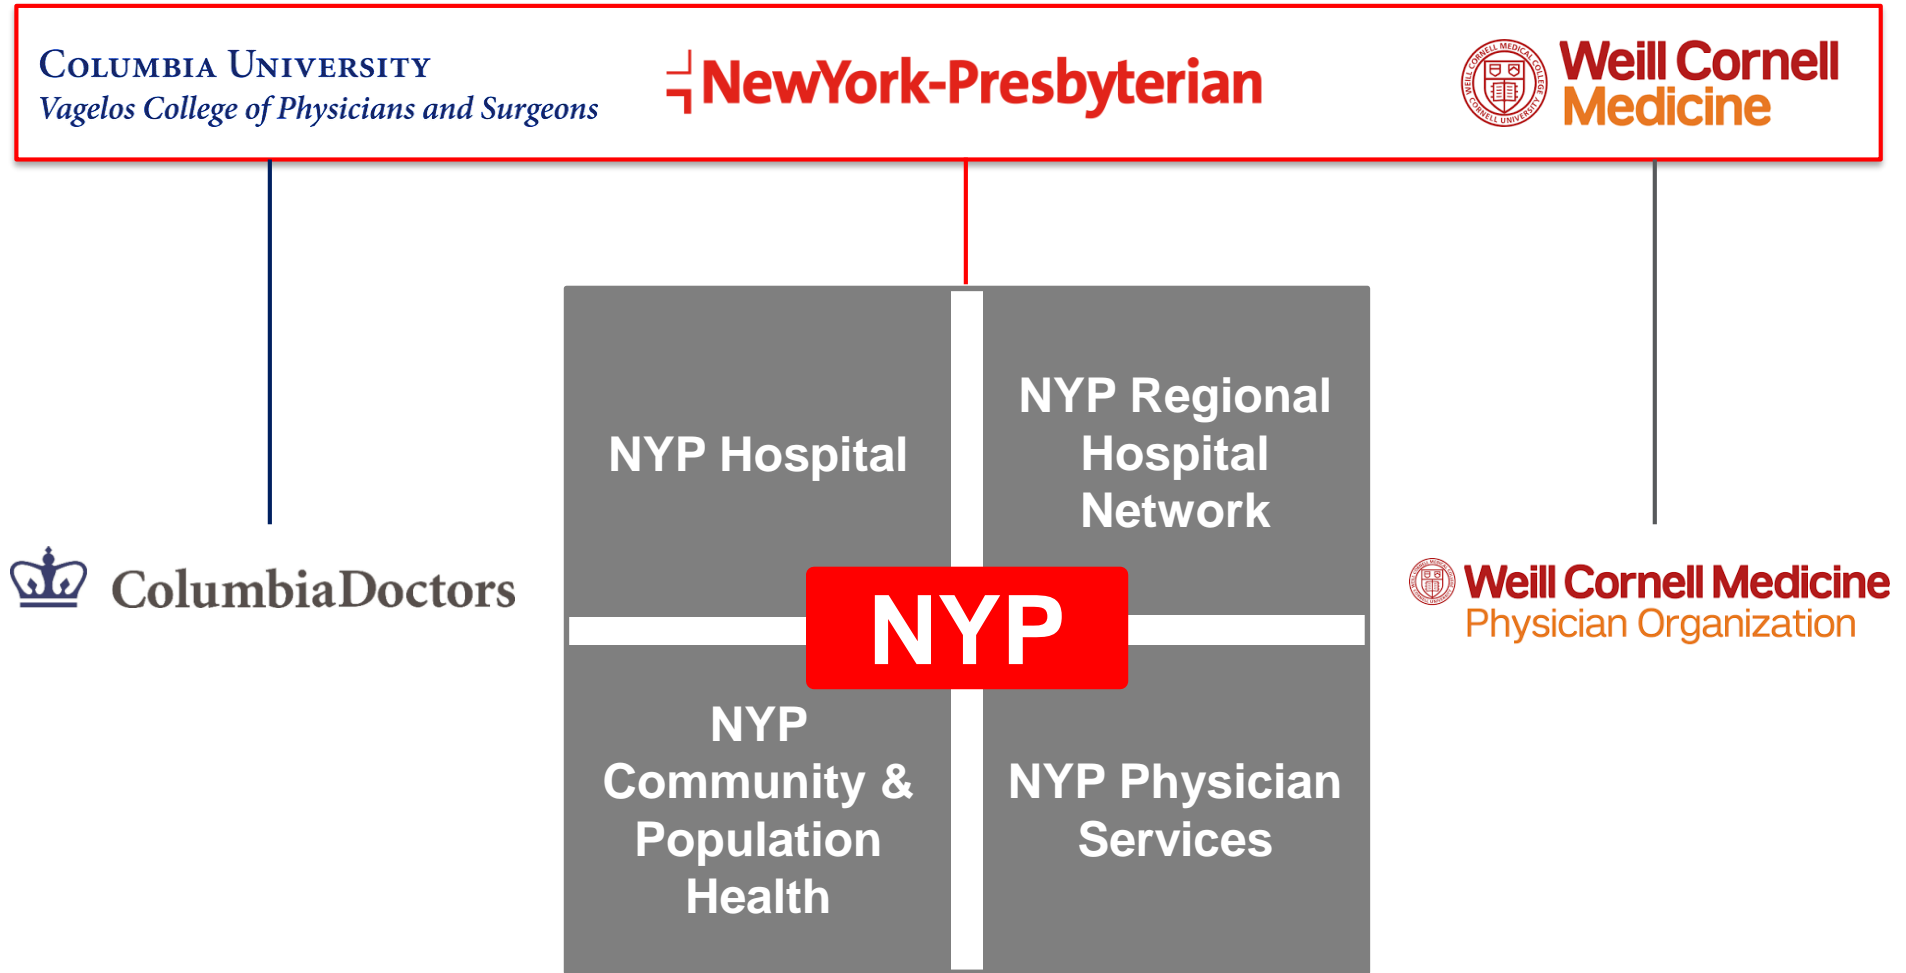 COLUMBIA UNIVERSITY
Vagelos College of Physicians and Surgeons
NewYork-Presbyterian
Weill Cornell
Medicine
NYP Hospital
NYP Regional
Hospital
Network
ColumbiaDoctors
NYP
Weill Cornell Medicine
Physician Organization
NYP
Community &
Population
Health
NYP Physician
Services